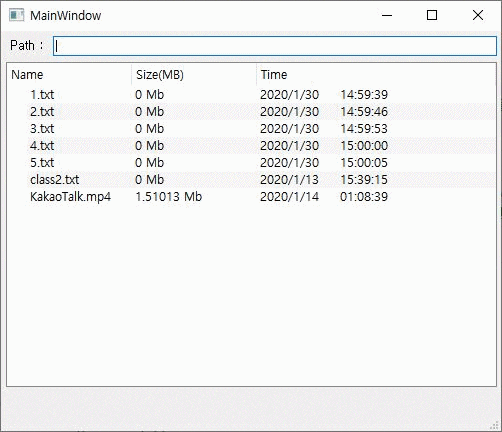 MainWindow
Path :
Name Size(MB) Time
1.txt 0 Mb 2020/1/30 14:59:39
2.txt 0 Mb 2020/1/30 14:59:46
3.txt 0 Mb 2020/1/30 14:59:53
4.txt 0 Mb 2020/1/30 15:00:00
5.txt 0 Mb 2020/1/30 15:00:05
class2.txt 0 Mb 2020/1/13 15:39:15
KakaoTalk.mp4 1.51013 Mb 2020/1/14 01:08:39